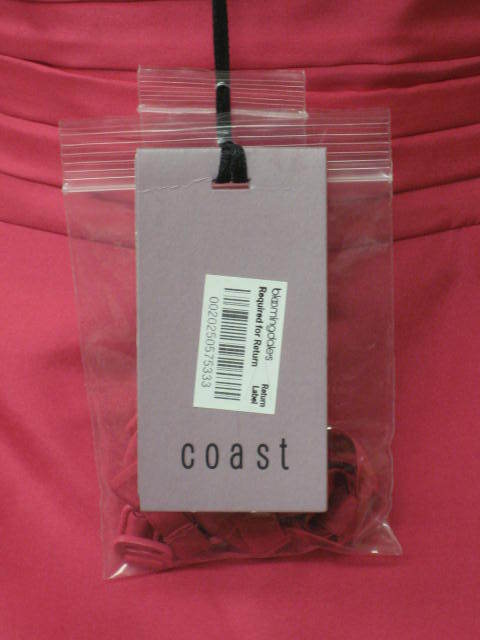 bloomingdales
Required for Return
0020250575333
Return
Label
coast